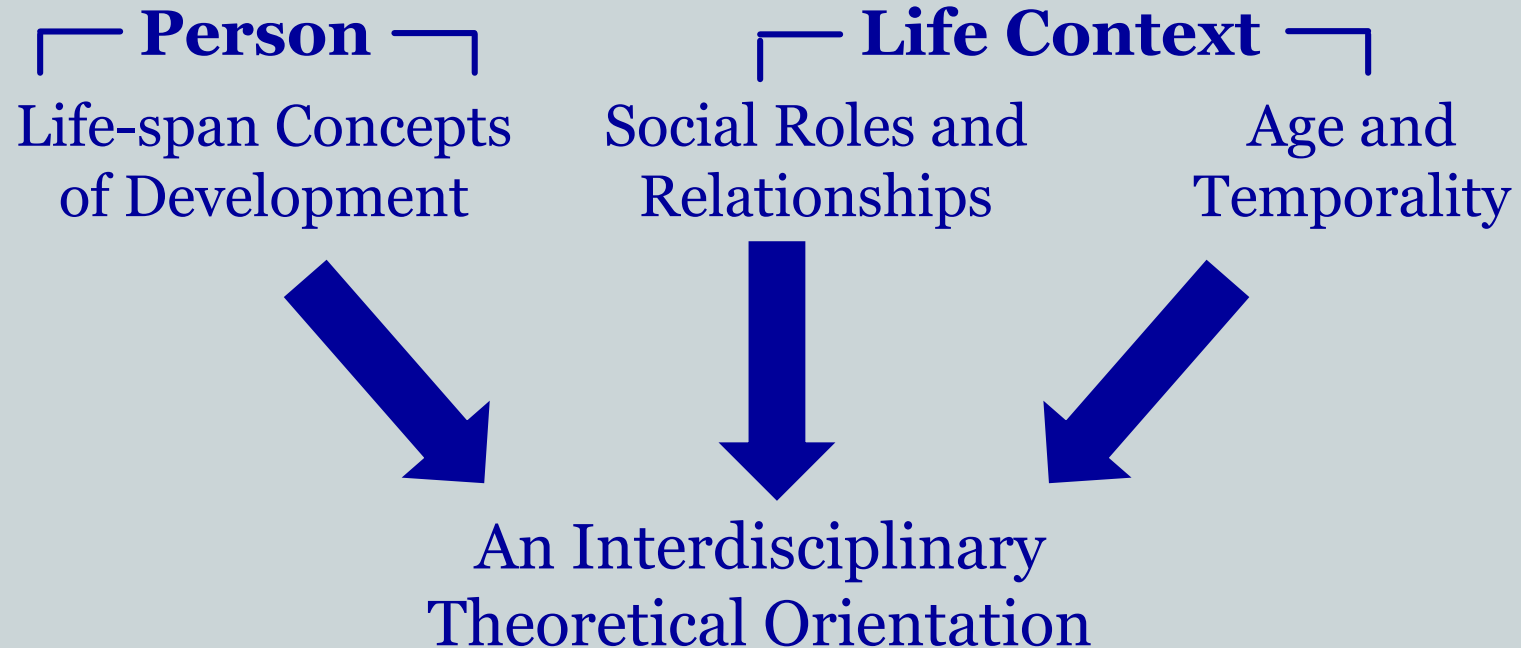 Person
Life Context
Life-span Concepts
of Development
Social Roles and
Relationships
Age and
Temporality
An Interdisciplinary
Theoretical Orientation